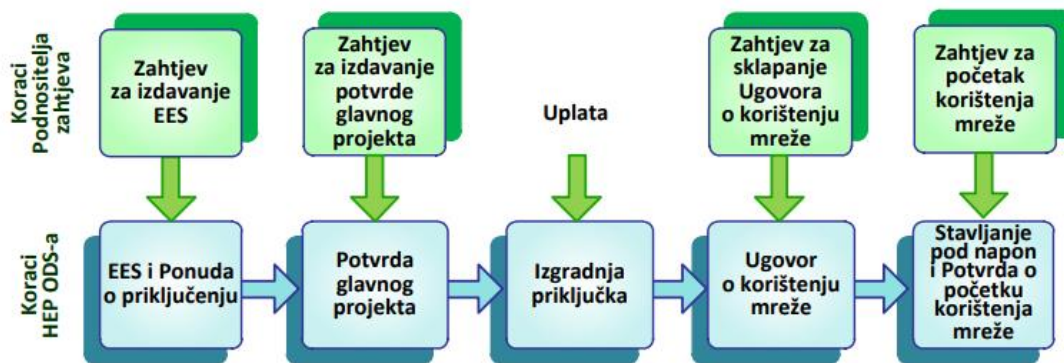 Koraci
Podnositelja
zahtjeva
Zahtjev
za izdavanje
EES
Zahtjev
za izdavanje
potvrde
glavnog
projekta
Uplata
Zahtjev za
sklapanje
Ugovora
o korištenju
mreže
Zahtjev za
početak
korištenja
mreže
Koraci
HEP ODS-a
EES i Ponuda
o priključenju
Potvrda
glavnog
projekta
Izgradnja
priključka
Ugovor
o korištenju
mreže
Stavljanje
pod napon
i Potvrda o
početku
korištenja
mreže